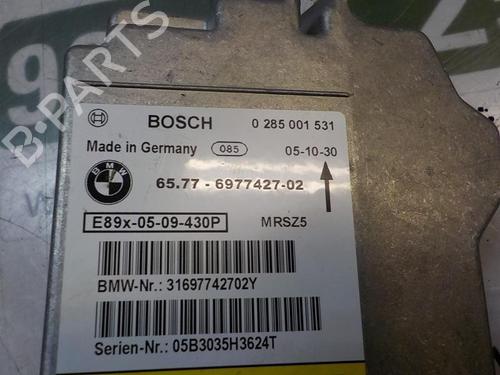 B-PARTS
BOSCH 0 285 001 531
Made in Germany 085 05-10-30
BMW
65.77 - 6977427-02
E89x-05-09-430P MRSZ5
BMW-Nr.: 31697742702Y
Serien-Nr.: 05B3035H3624T